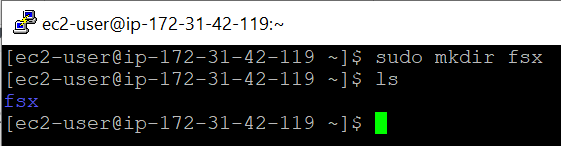 ec2-user@ip-172-31-42-119:~
[ec2-user@ip-172-31-42-119 ~]$ sudo mkdir fsx
[ec2-user@ip-172-31-42-119 ~]$ ls
fsx
[ec2-user@ip-172-31-42-119 ~]$